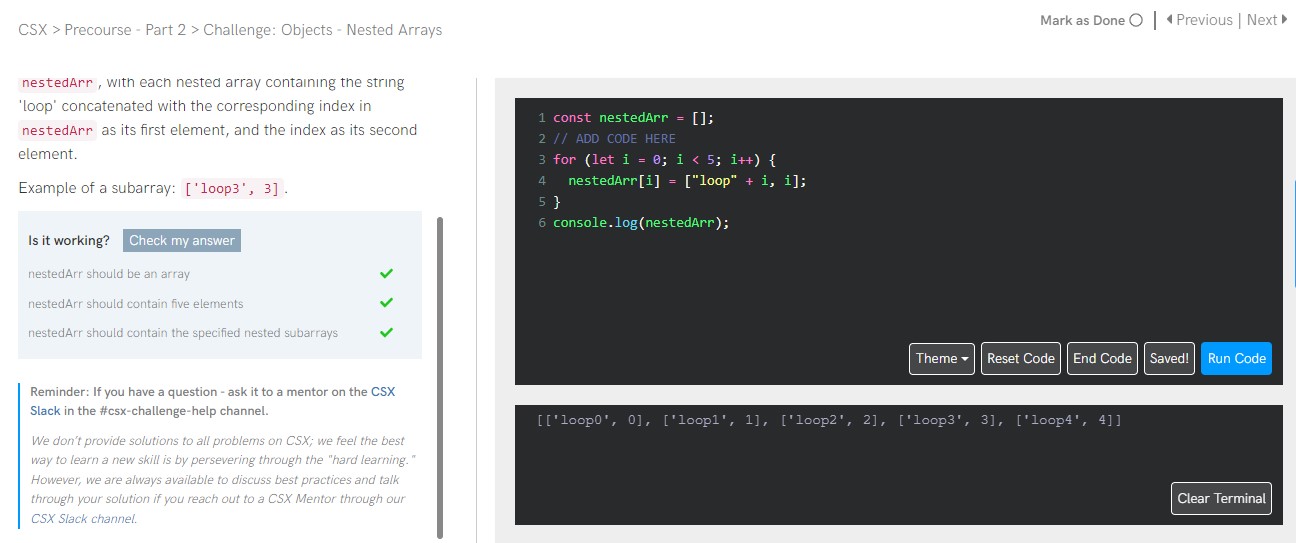 CSX > Precourse - Part 2 > Challenge: Objects - Nested Arrays
Mark as Done
Previous | Next
nestedArr , with each nested array containing the string
'loop' concatenated with the corresponding index in
nestedArr as its first element, and the index as its second
element.
Example of a subarray: ['loop3', 3] .
Is it working? Check my answer
nestedArr should be an array
nestedArr should contain five elements
nestedArr should contain the specified nested subarrays
Reminder: If you have a question - ask it to a mentor on the CSX
Slack in the #csx-challenge-help channel.
We don't provide solutions to all problems on CSX; we feel the best
way to learn a new skill is by persevering through the "hard learning."
However, we are always available to discuss best practices and talk
through your solution if you reach out to a CSX Mentor through our
CSX Slack channel.
1 const nestedArr = [];
2 // ADD CODE HERE
3 for (let i = 0; i < 5; i++) {
4 nestedArr[i] = ["loop" + i, i];
5 }
6 console.log(nestedArr);
Theme Reset Code End Code Saved! Run Code
[['loop0', 0], ['loop1', 1], ['loop2', 2], ['loop3', 3], ['loop4', 4]]
Clear Terminal